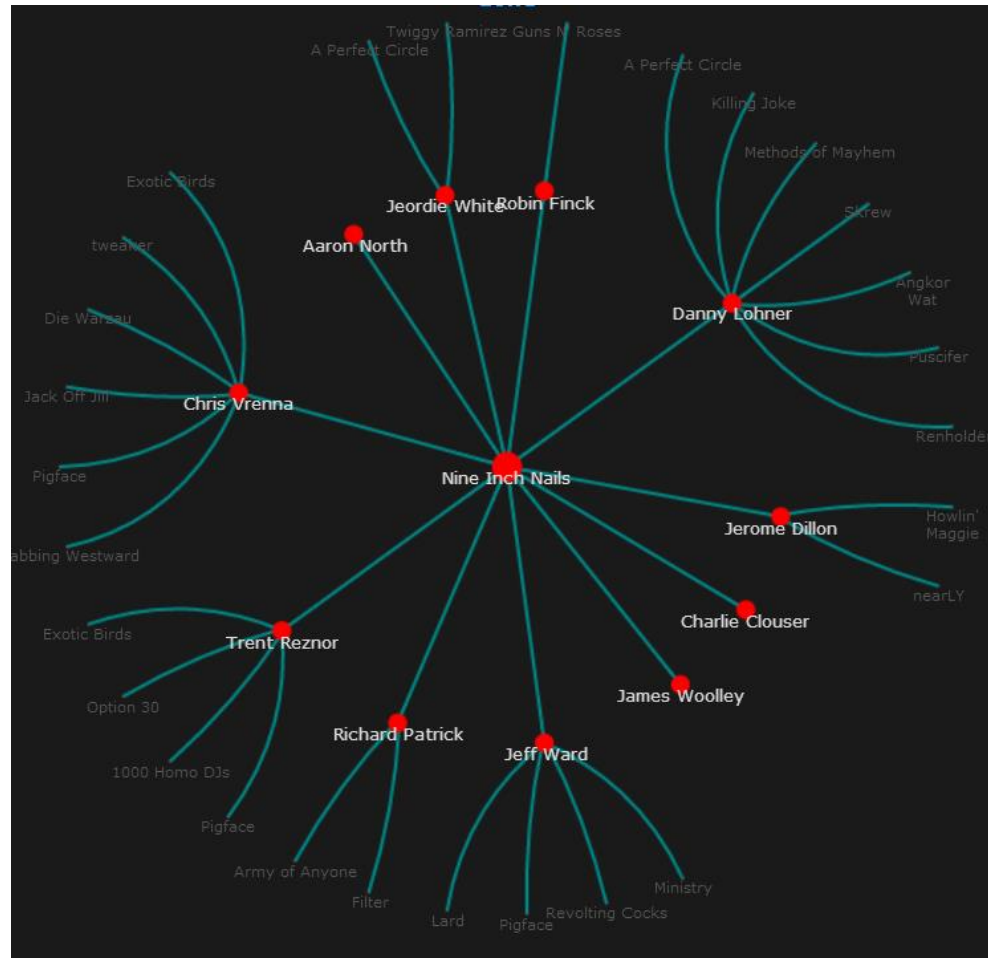 Twiggy Ramirez Guns N' Roses
A Perfect Circle
A Perfect Circle
Killing Joke
Methods of Mayhem
Exotic Birds
Skrew
Jeordie White
Robin Finck
Aaron North
tweaker
Angkor
Wat
Danny Lohner
Die Warzau
Puscifer
Jack Off Jill
Chris Vrenna
Renholdër
Pigface
Nine Inch Nails
Howlin'
Maggie
Jerome Dillon
abbing Westward
nearLY
Charlie Clouser
Exotic Birds
Trent Reznor
James Woolley
Option 30
Richard Patrick
Jeff Ward
1000 Homo DJs
Pigface
Army of Anyone
Ministry
Filter
Lard
Pigface
Revolting Cocks